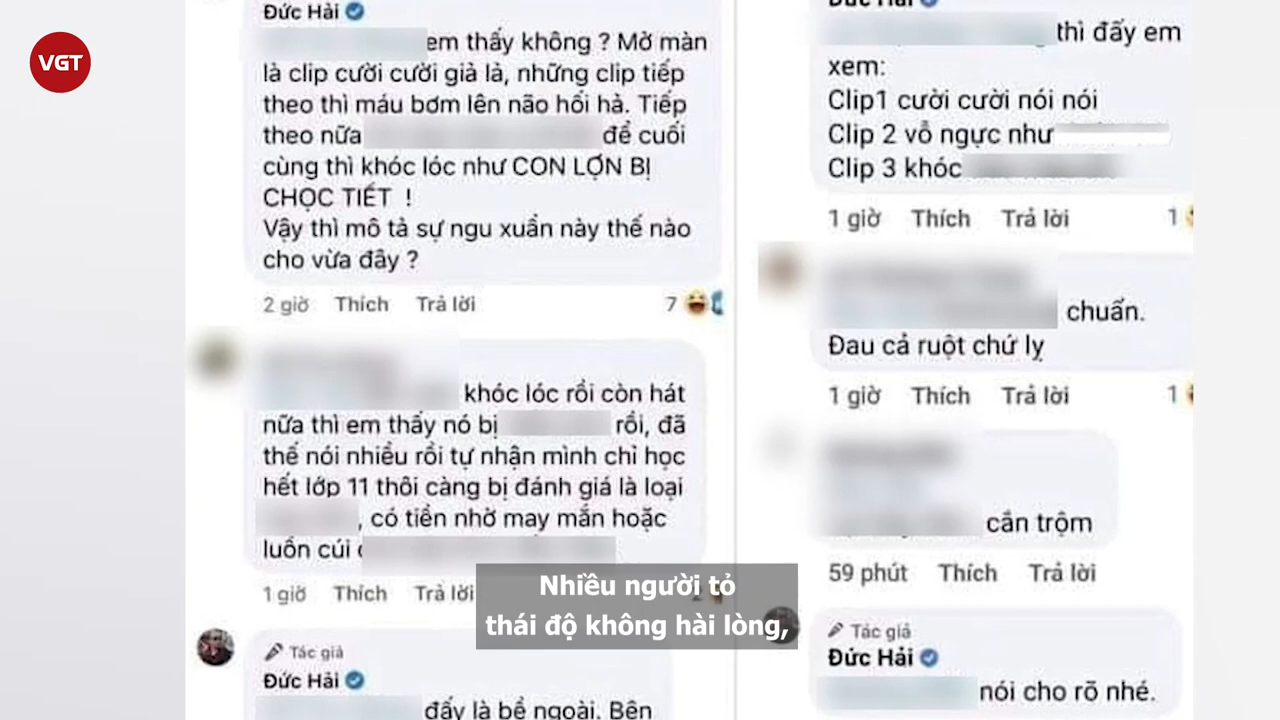 VGT
Đức Hải
em thấy không ? Mở màn
là clip cười cười giả lả, những clip tiếp
theo thì máu bơm lên não hối hả. Tiếp
theo nữa
để cuối
cùng thì khóc lóc như CON LỢN BỊ
CHỌC TIẾT !
Vậy thì mô tả sự ngu xuẩn này thế nào
cho vừa đây ?
2 giờ Thích Trả lời 7
khóc lóc rồi còn hát
nữa thì em thấy nó bị
rồi, đã
thế nói nhiều rồi tự nhận mình chỉ học
hết lớp 11 thôi càng bị đánh giá là loại
, có tiền nhờ may mắn hoặc
luồn cúi
1 giờ Thích Trả lời 2
Tác giả
Đức Hải
đấy là bề ngoài. Bên
Đức Hải
thì đấy em
xem:
Clip1 cười cười nói nói
Clip 2 vỗ ngực như
Clip 3 khóc
1 giờ Thích Trả lời 1
chuẩn.
Đau cả ruột chứ lỵ
1 giờ Thích Trả lời 1
cắn trộm
59 phút Thích Trả lời
Tác giả
Đức Hải
nói cho rõ nhé.
Nhiều người tỏ
thái độ không hài lòng,